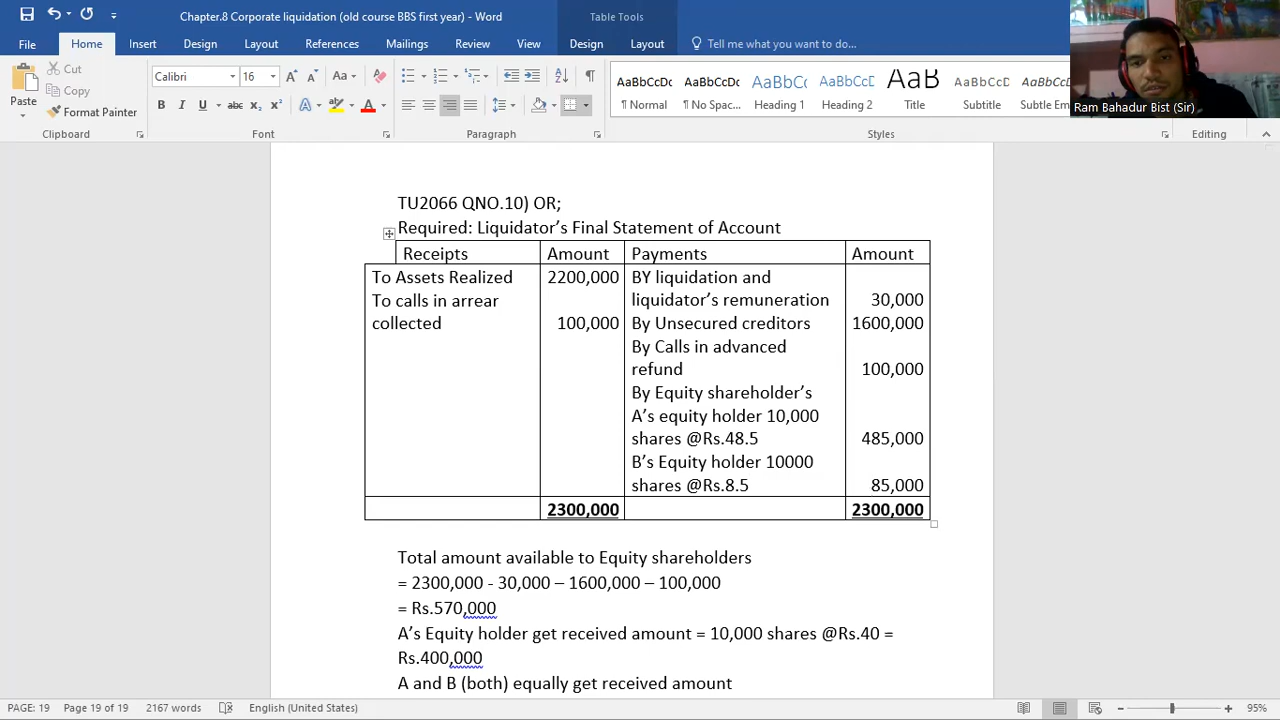 Chapter.8 Corporate liquidation (old course BBS first year) - Word
Table Tools
File Home Insert Design Layout References Mailings Review View Design Layout Tell me what you want to do...
Ram Bahadur Bist (Sir)
Paste
Cut
Copy
Format Painter
Calibri 16
AaBbCcDc AaBbCcDc AaBbCc AaBbCcC AaB AaBbCcD AaBbCcDc
¶ Normal ¶ No Spac... Heading 1 Heading 2 Title Subtitle Subtle Em
Clipboard Font Paragraph Styles Editing
TU2066 QNO.10) OR;
Required: Liquidator’s Final Statement of Account
Receipts Amount Payments Amount
To Assets Realized 2200,000 BY liquidation and
To calls in arrear liquidator’s remuneration 30,000
collected 100,000 By Unsecured creditors 1600,000
By Calls in advanced
refund 100,000
By Equity shareholder’s
A’s equity holder 10,000
shares @Rs.48.5 485,000
B’s Equity holder 10000
shares @Rs.8.5 85,000
2300,000 2300,000
Total amount available to Equity shareholders
= 2300,000 - 30,000 – 1600,000 – 100,000
= Rs.570,000
A’s Equity holder get received amount = 10,000 shares @Rs.40 =
Rs.400,000
A and B (both) equally get received amount
PAGE: 19 Page 19 of 19 2167 words English (United States) 95%